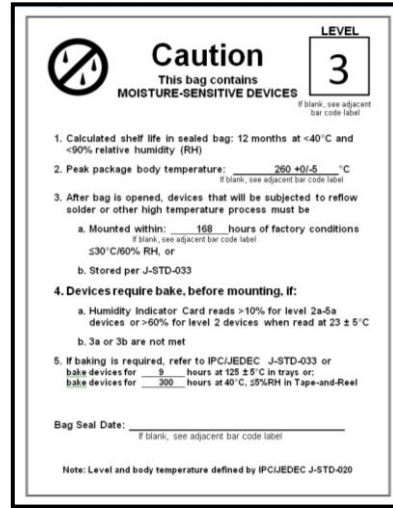 LEVEL
3
Caution
This bag contains
MOISTURE-SENSITIVE DEVICES
If blank, see adjacent
bar code label
1. Calculated shelf life in sealed bag: 12 months at <40°C and
<90% relative humidity (RH)
2. Peak package body temperature: 260 +0/-5 °C
If blank, see adjacent bar code label
3. After bag is opened, devices that will be subjected to reflow
solder or other high temperature process must be
a. Mounted within: 168 hours of factory conditions
If blank, see adjacent bar code label
≤30°C/60% RH, or
b. Stored per J-STD-033
4. Devices require bake, before mounting, if:
a. Humidity Indicator Card reads >10% for level 2a-5a
devices or >60% for level 2 devices when read at 23 ± 5°C
b. 3a or 3b are not met
5. If baking is required, refer to IPC/JEDEC J-STD-033 or
bake devices for 9 hours at 125 ±5°C in trays or:
bake devices for 300 hours at 40°C, ≤5%RH in Tape-and-Reel
Bag Seal Date:
If blank, see adjacent bar code label
Note: Level and body temperature defined by IPC/JEDEC J-STD-020